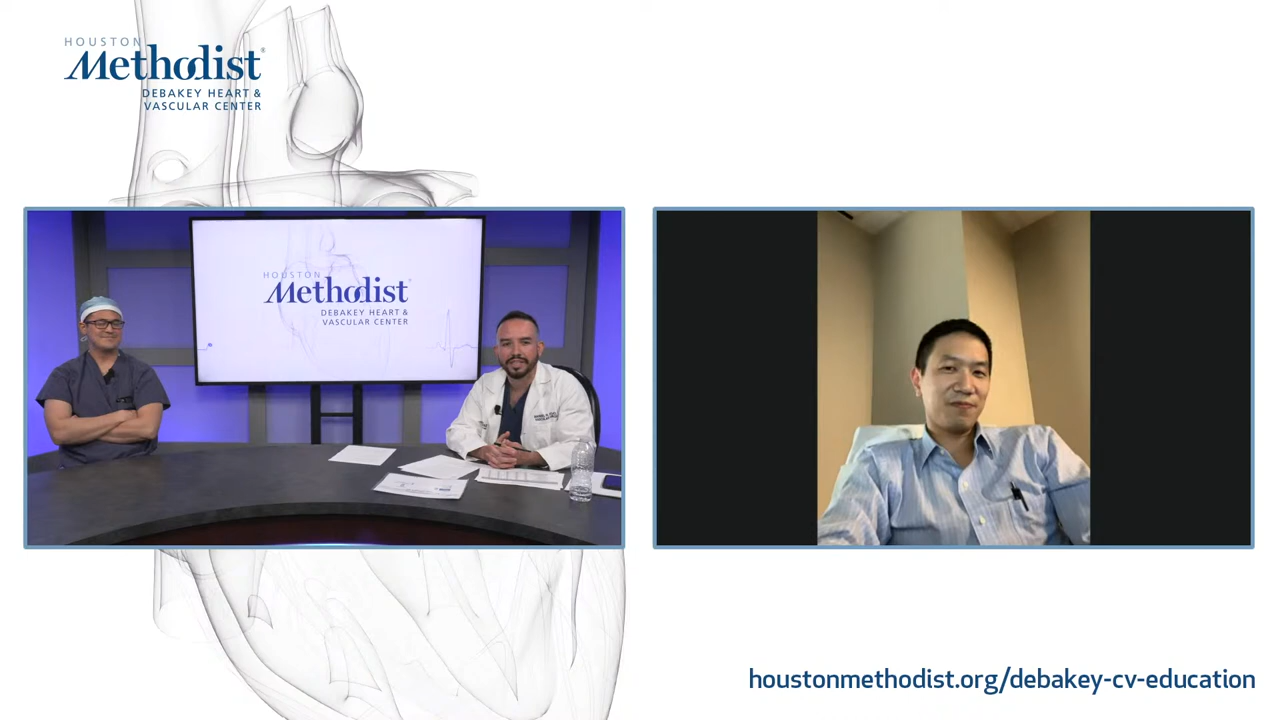 HOUSTON
Methodist®
DEBAKEY HEART &
VASCULAR CENTER
HOUSTON
Methodist
DEBAKEY HEART &
VASCULAR CENTER
houstonmethodist.org/debakey-cv-education